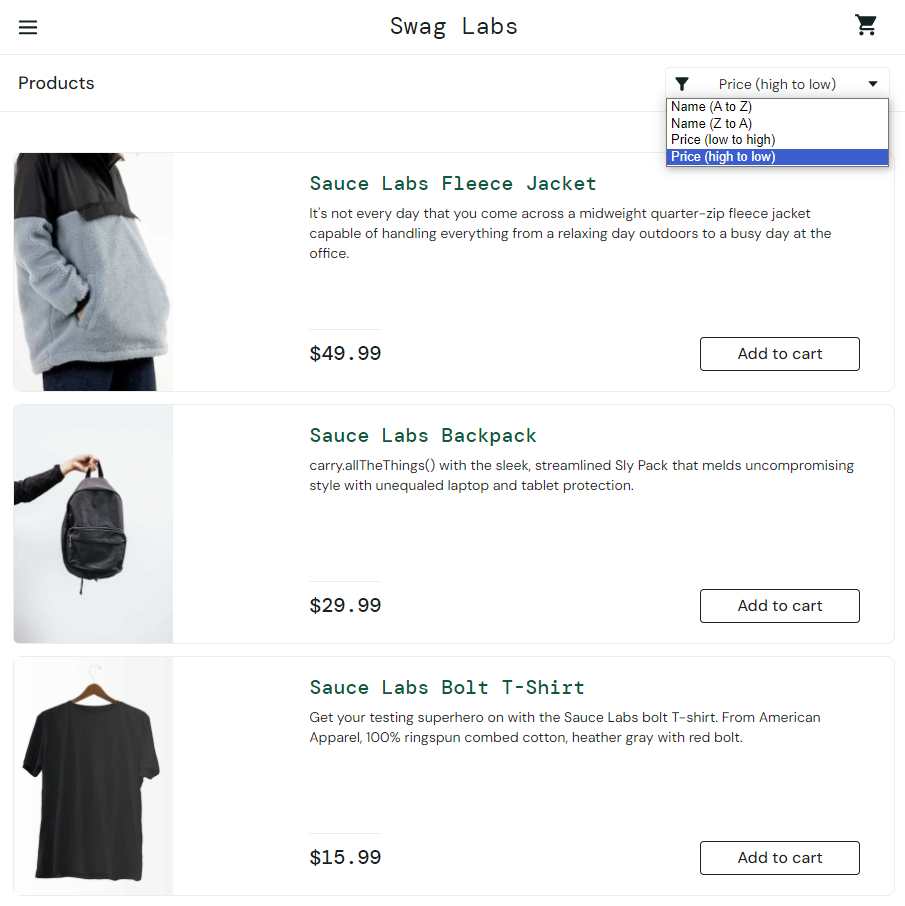 Swag Labs
Products
Price (high to low)
Name (A to Z)
Name (Z to A)
Price (low to high)
Price (high to low)
Sauce Labs Fleece Jacket
It's not every day that you come across a midweight quarter-zip fleece jacket
capable of handling everything from a relaxing day outdoors to a busy day at the
office.
$49.99
Add to cart
Sauce Labs Backpack
carry.allTheThings() with the sleek, streamlined Sly Pack that melds uncompromising
style with unequaled laptop and tablet protection.
$29.99
Add to cart
Sauce Labs Bolt T-Shirt
Get your testing superhero on with the Sauce Labs bolt T-shirt. From American
Apparel, 100% ringspun combed cotton, heather gray with red bolt.
$15.99
Add to cart